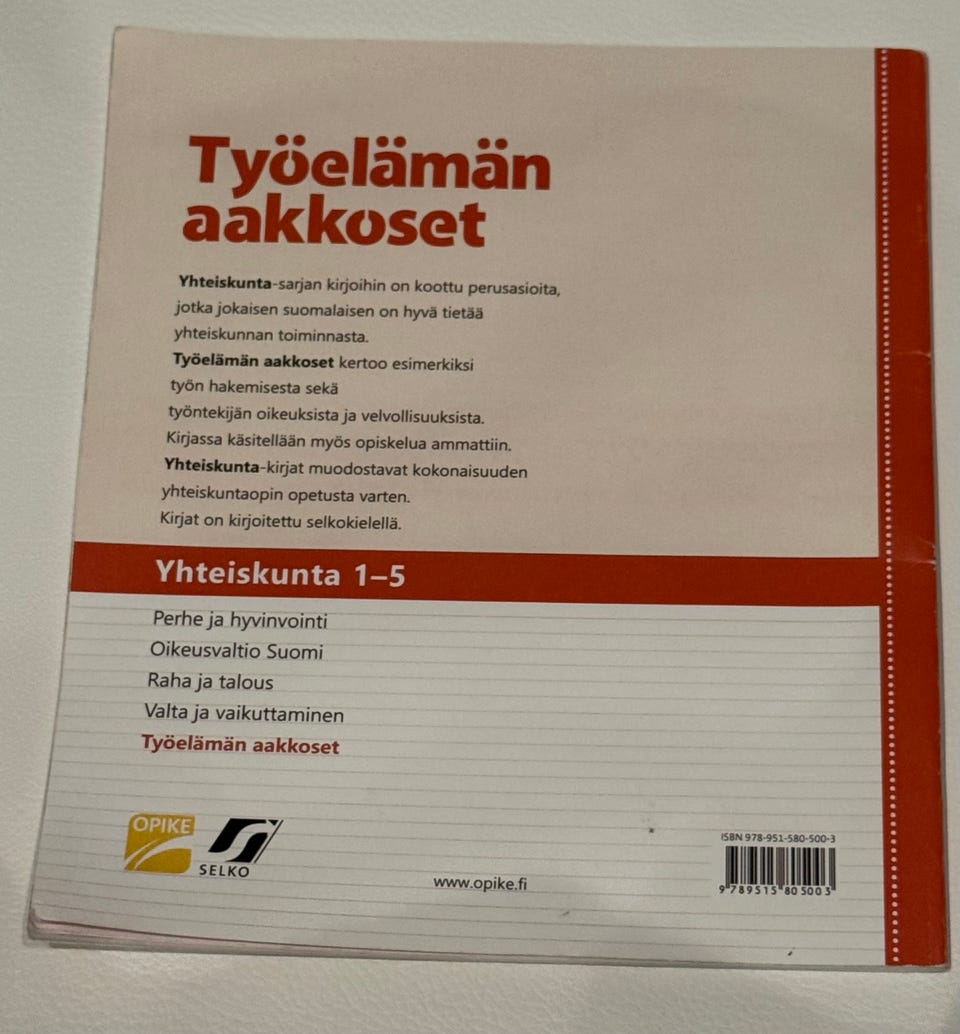 Työelämän
aakkoset
Yhteiskunta-sarjan kirjoihin on koottu perusasioita,
jotka jokaisen suomalaisen on hyvä tietää
yhteiskunnan toiminnasta.
Työelämän aakkoset kertoo esimerkiksi
työn hakemisesta sekä
työntekijän oikeuksista ja velvollisuuksista.
Kirjassa käsitellään myös opiskelua ammattiin.
Yhteiskunta-kirjat muodostavat kokonaisuuden
yhteiskuntaopin opetusta varten.
Kirjat on kirjoitettu selkokielellä.
Yhteiskunta 1–5
Perhe ja hyvinvointi
Oikeusvaltio Suomi
Raha ja talous
Valta ja vaikuttaminen
Työelämän aakkoset
OPIKE
SELKO
www.opike.fi
ISBN 978-951-580-500-3
9 789515 805003